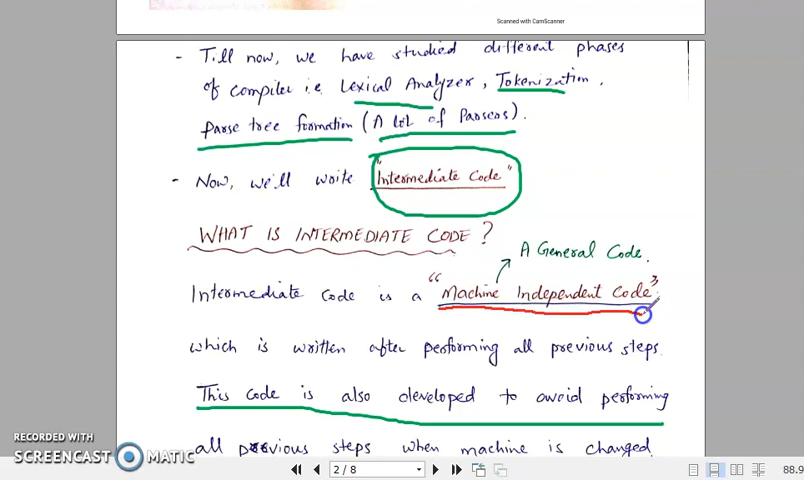 Scanned with CamScanner
- Till now, we have studied different phases
of compiler i.e. Lexical Analyzer, Tokenization,
Parse tree formation (A lot of Parsers).
- Now, we'll write "Intermediate Code"
WHAT IS INTERMEDIATE CODE?
A General Code.
Intermediate Code is a "Machine Independent Code"
which is written after performing all previous steps.
This Code is also developed to avoid performing
all previous steps when machine is changed.
RECORDED WITH
SCREENCAST MATIC
2 / 8
88.9